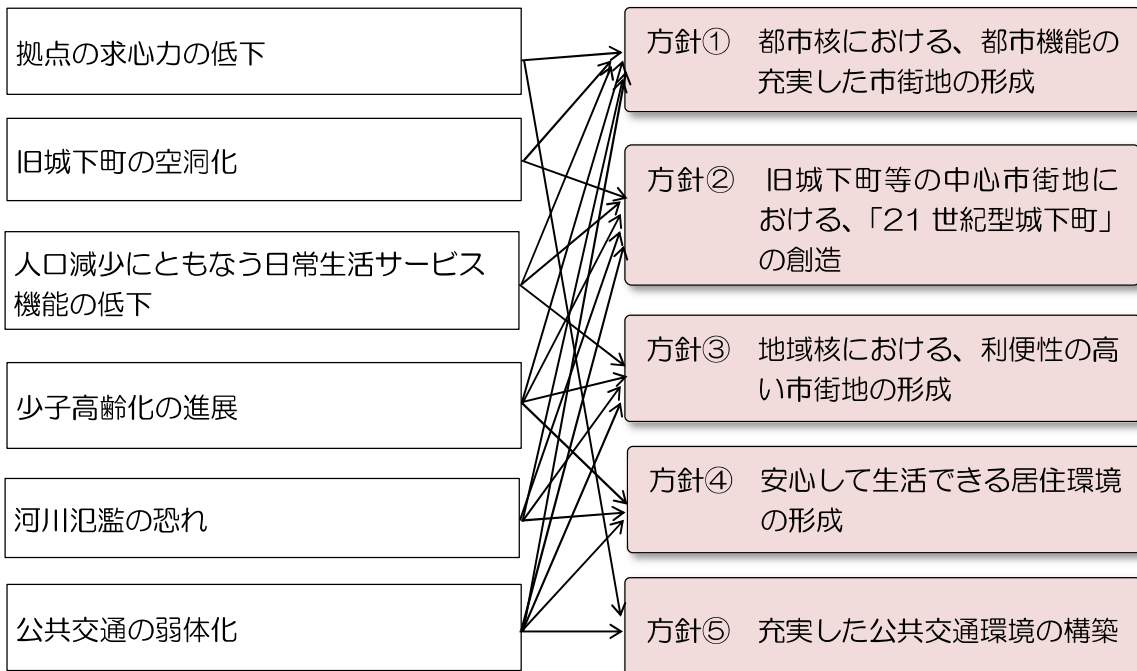 拠点の求心力の低下
旧城下町の空洞化
人口減少にともなう日常生活サービス
機能の低下
少子高齢化の進展
河川氾濫の恐れ
公共交通の弱体化
方針① 都市核における、都市機能の
充実した市街地の形成
方針② 旧城下町等の中心市街地に
おける、「21世紀型城下町」
の創造
方針③ 地域核における、利便性の高
い市街地の形成
方針④ 安心して生活できる居住環境
の形成
方針⑤ 充実した公共交通環境の構築